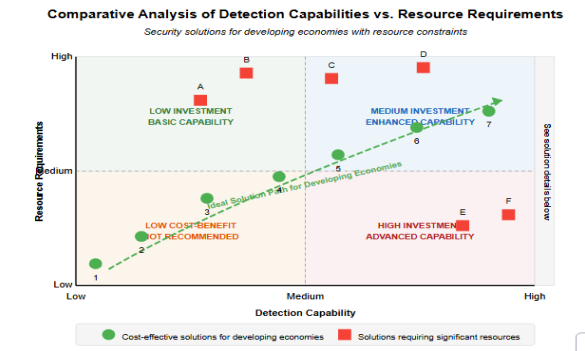 Comparative Analysis of Detection Capabilities vs. Resource Requirements
Security solutions for developing economies with resource constraints
High
Medium
Low
Resource Requirements
A
B
C
D
LOW INVESTMENT
BASIC CAPABILITY
MEDIUM INVESTMENT
ENHANCED CAPABILITY
7
6
5
4
3
2
1
Ideal Solution Path for Developing Economies
LOW COST-BENEFIT
NOT RECOMMENDED
E
F
HIGH INVESTMENT
ADVANCED CAPABILITY
See solution details below
Low
Medium
High
Detection Capability
Cost-effective solutions for developing economies
Solutions requiring significant resources